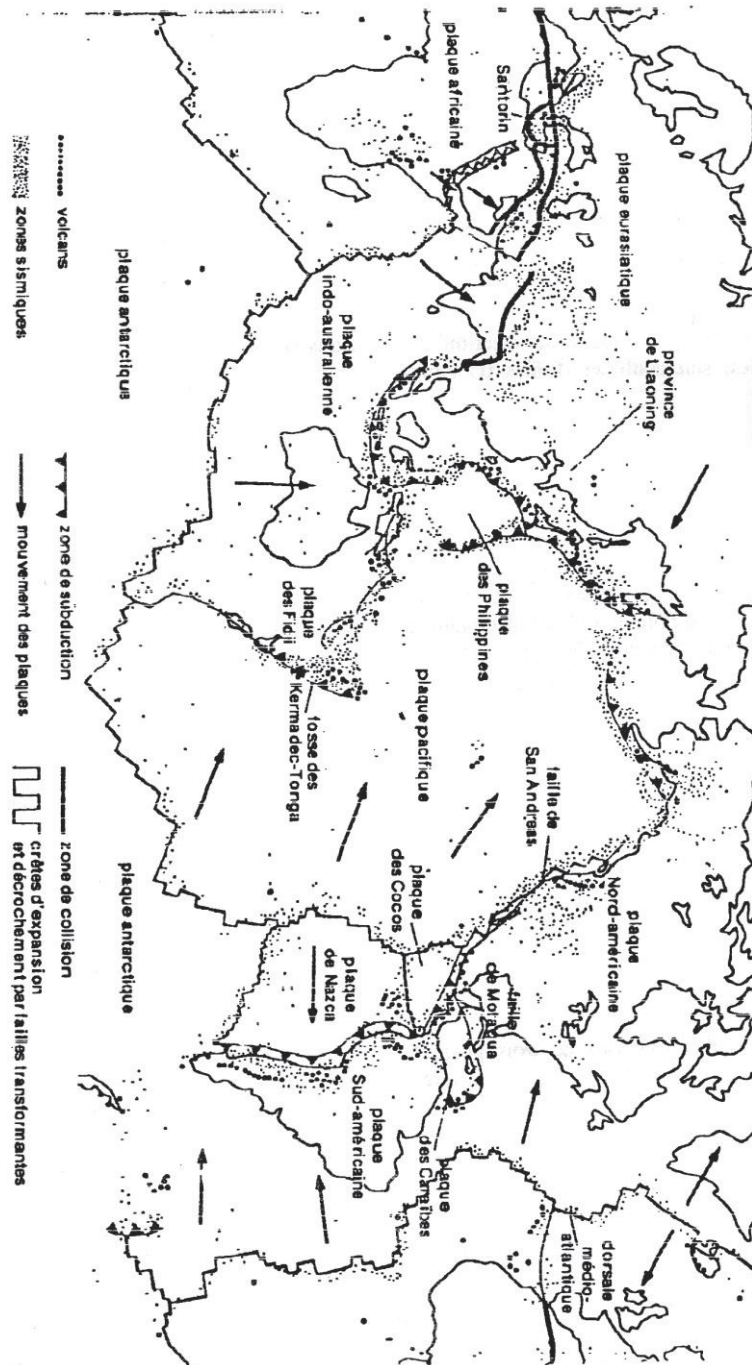 plaque africaine
Santorin
plaque eurasiatique
province
de Liaoning
plaque
indo-australienne
plaque antarctique
plaque
des Philippines
plaque
des Fidji
fosse des
Kermadec-Tonga
plaque pacifique
faille de
San Andreas
plaque
Nord-américaine
plaque
des Cocos
faille
de Motagua
plaque
de Nazca
plaque
Sud-américaine
plaque
des Caraïbes
dorsale
médio-
atlantique
plaque antarctique
volcans
zones sismiques
zone de subduction
mouvement des plaques
zone de collision
crêtes d'expansion
et décrochement par failles transformantes